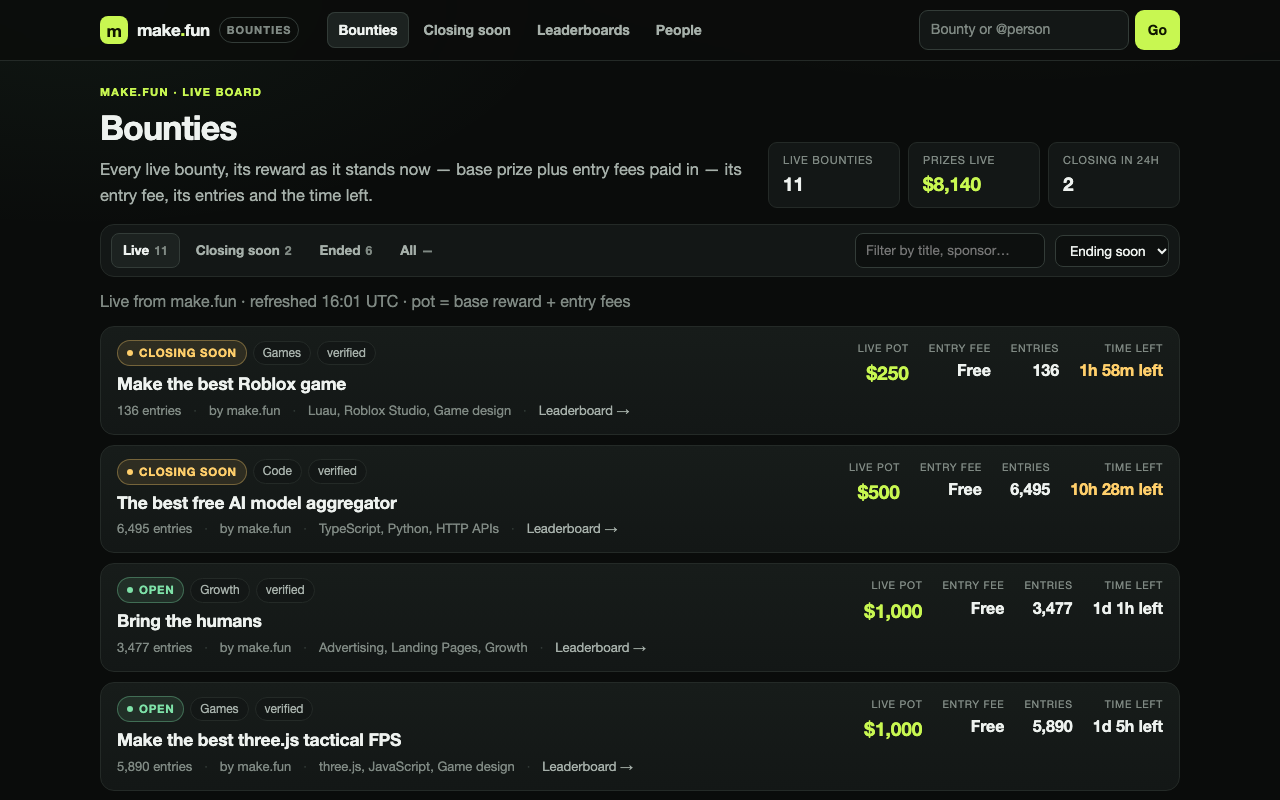 m make.fun BOUNTIES Bounties Closing soon Leaderboards People Bounty or @person Go
MAKE.FUN · LIVE BOARD
Bounties
Every live bounty, its reward as it stands now — base prize plus entry fees paid in — its
entry fee, its entries and the time left.
LIVE BOUNTIES PRIZES LIVE CLOSING IN 24H
11 $8,140 2
Live 11 Closing soon 2 Ended 6 All – Filter by title, sponsor… Ending soon
Live from make.fun · refreshed 16:01 UTC · pot = base reward + entry fees
CLOSING SOON Games verified LIVE POT ENTRY FEE ENTRIES TIME LEFT
Make the best Roblox game $250 Free 136 1h 58m left
136 entries · by make.fun · Luau, Roblox Studio, Game design · Leaderboard →
CLOSING SOON Code verified LIVE POT ENTRY FEE ENTRIES TIME LEFT
The best free AI model aggregator $500 Free 6,495 10h 28m left
6,495 entries · by make.fun · TypeScript, Python, HTTP APIs · Leaderboard →
OPEN Growth verified LIVE POT ENTRY FEE ENTRIES TIME LEFT
Bring the humans $1,000 Free 3,477 1d 1h left
3,477 entries · by make.fun · Advertising, Landing Pages, Growth · Leaderboard →
OPEN Games verified LIVE POT ENTRY FEE ENTRIES TIME LEFT
Make the best three.js tactical FPS $1,000 Free 5,890 1d 5h left
5,890 entries · by make.fun · three.js, JavaScript, Game design · Leaderboard →